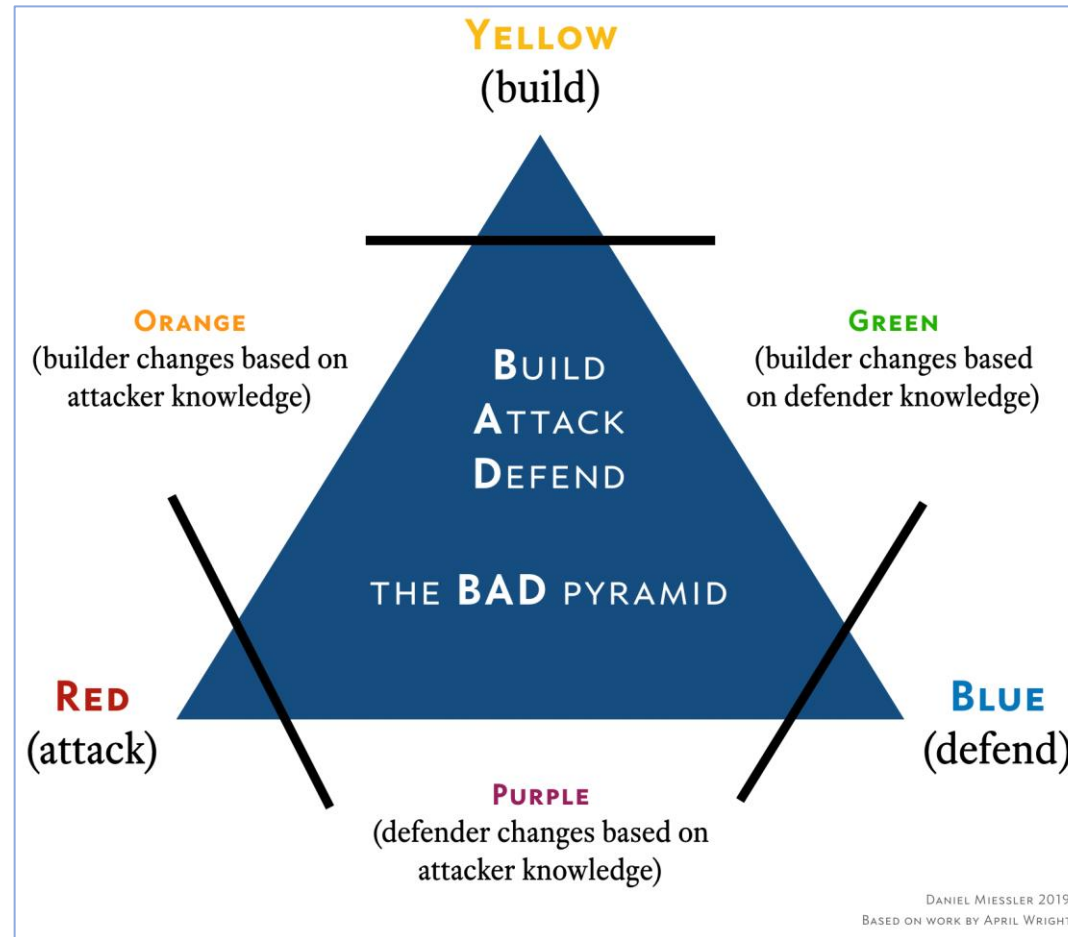 YELLOW
(build)
ORANGE
(builder changes based on
attacker knowledge)
GREEN
(builder changes based
on defender knowledge)
BUILD
ATTACK
DEFEND
THE BAD PYRAMID
RED
(attack)
BLUE
(defend)
PURPLE
(defender changes based on
attacker knowledge)
DANIEL MIESSLER 2019
BASED ON WORK BY APRIL WRIGHT